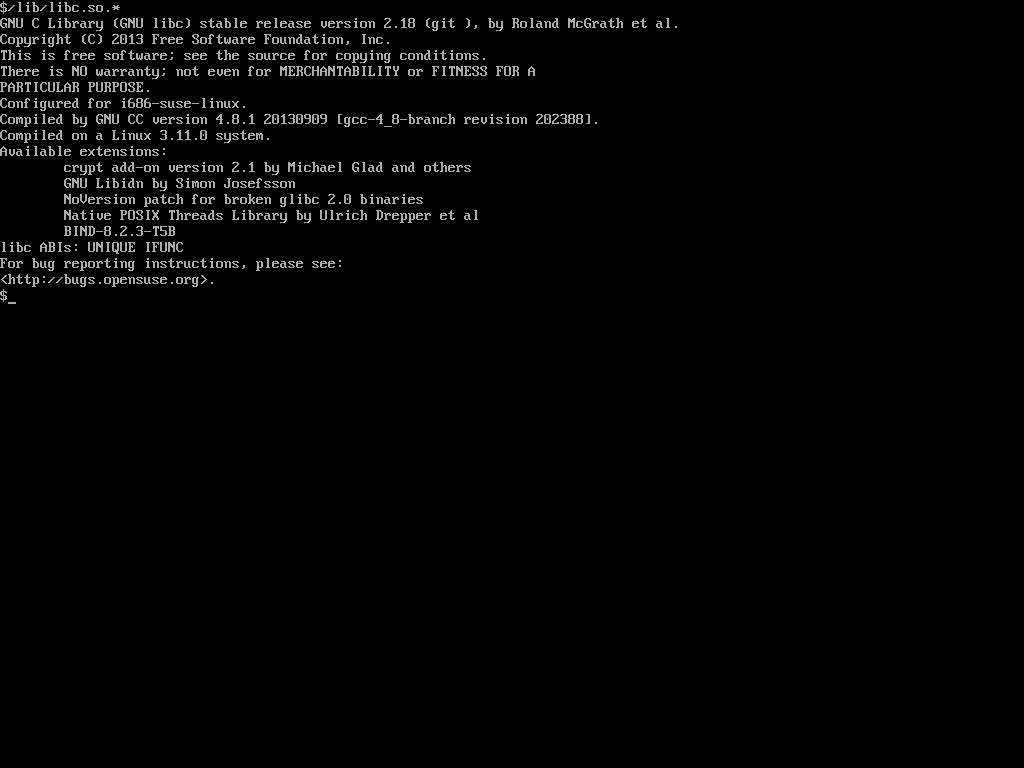 $/lib/libc.so.*
GNU C Library (GNU libc) stable release version 2.18 (git ), by Roland McGrath et al.
Copyright (C) 2013 Free Software Foundation, Inc.
This is free software; see the source for copying conditions.
There is NO warranty; not even for MERCHANTABILITY or FITNESS FOR A
PARTICULAR PURPOSE.
Configured for i686-suse-linux.
Compiled by GNU CC version 4.8.1 20130909 [gcc-4_8-branch revision 202388].
Compiled on a Linux 3.11.0 system.
Available extensions:
        crypt add-on version 2.1 by Michael Glad and others
        GNU Libidn by Simon Josefsson
        NoVersion patch for broken glibc 2.0 binaries
        Native POSIX Threads Library by Ulrich Drepper et al
        BIND-8.2.3-T5B
libc ABIs: UNIQUE IFUNC
For bug reporting instructions, please see:
<http://bugs.opensuse.org>.
$_